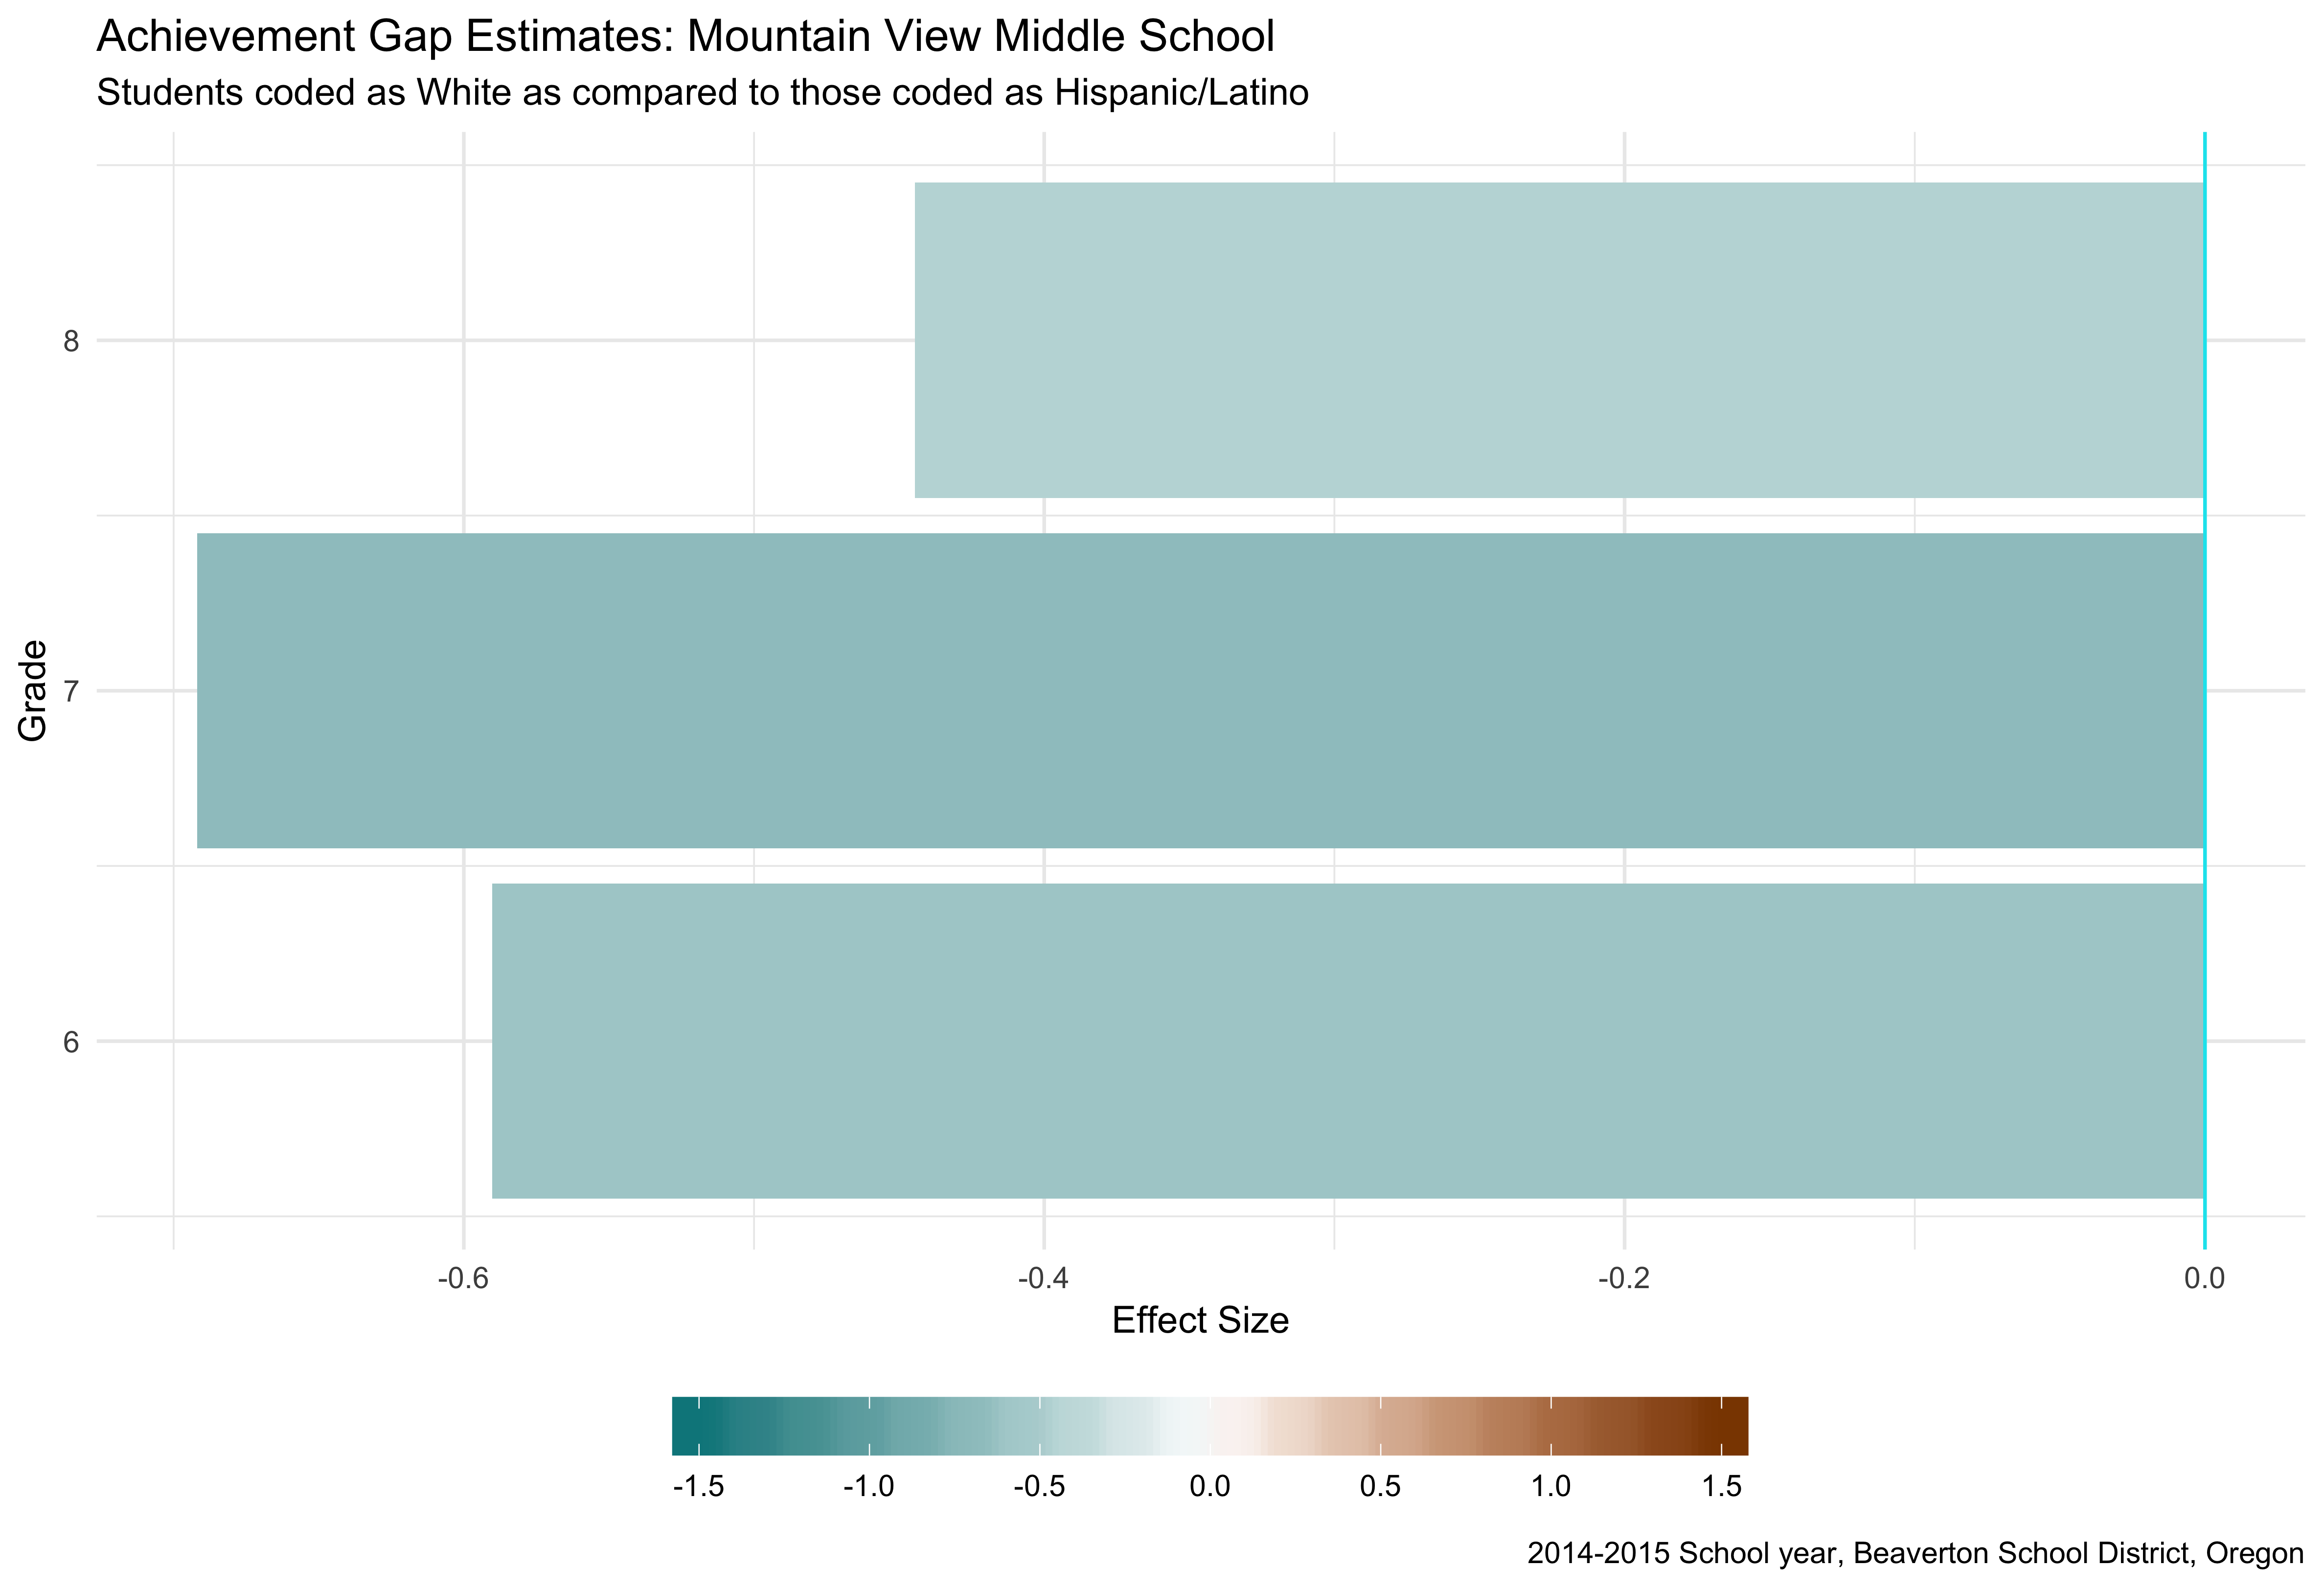 Achievement Gap Estimates: Mountain View Middle School
Students coded as White as compared to those coded as Hispanic/Latino
8
7
6
Grade
-0.6 -0.4 -0.2 0.0
Effect Size
-1.5 -1.0 -0.5 0.0 0.5 1.0 1.5
2014-2015 School year, Beaverton School District, Oregon